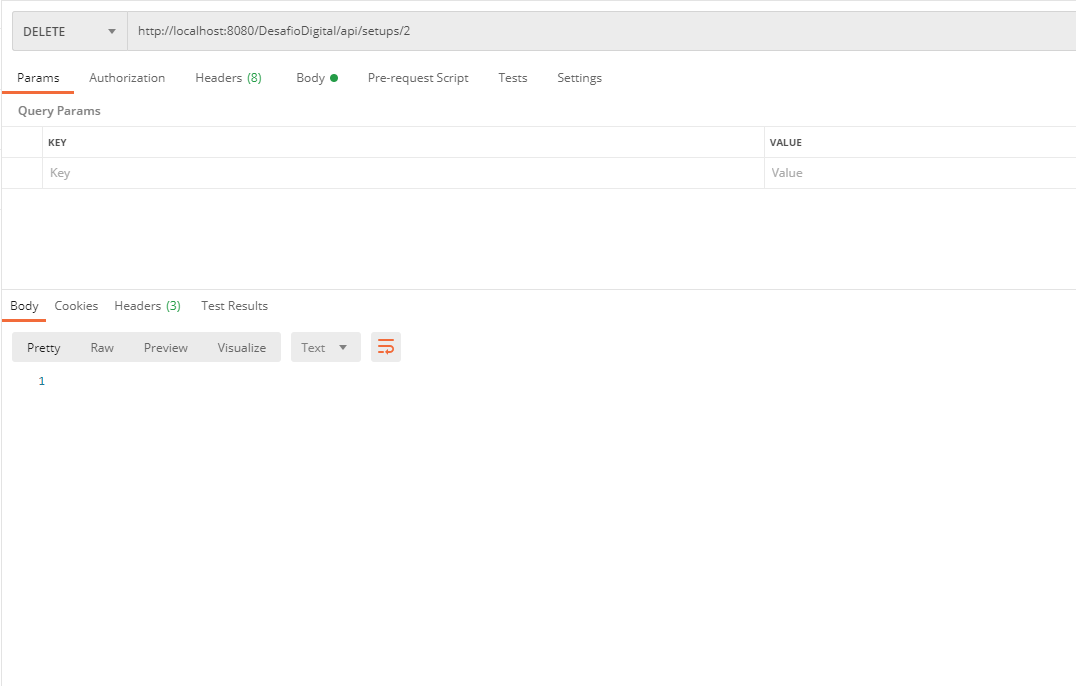 DELETE http://localhost:8080/DesafioDigital/api/setups/2
Params Authorization Headers (8) Body Pre-request Script Tests Settings
Query Params
KEY VALUE
Key Value
Body Cookies Headers (3) Test Results
Pretty Raw Preview Visualize Text
1